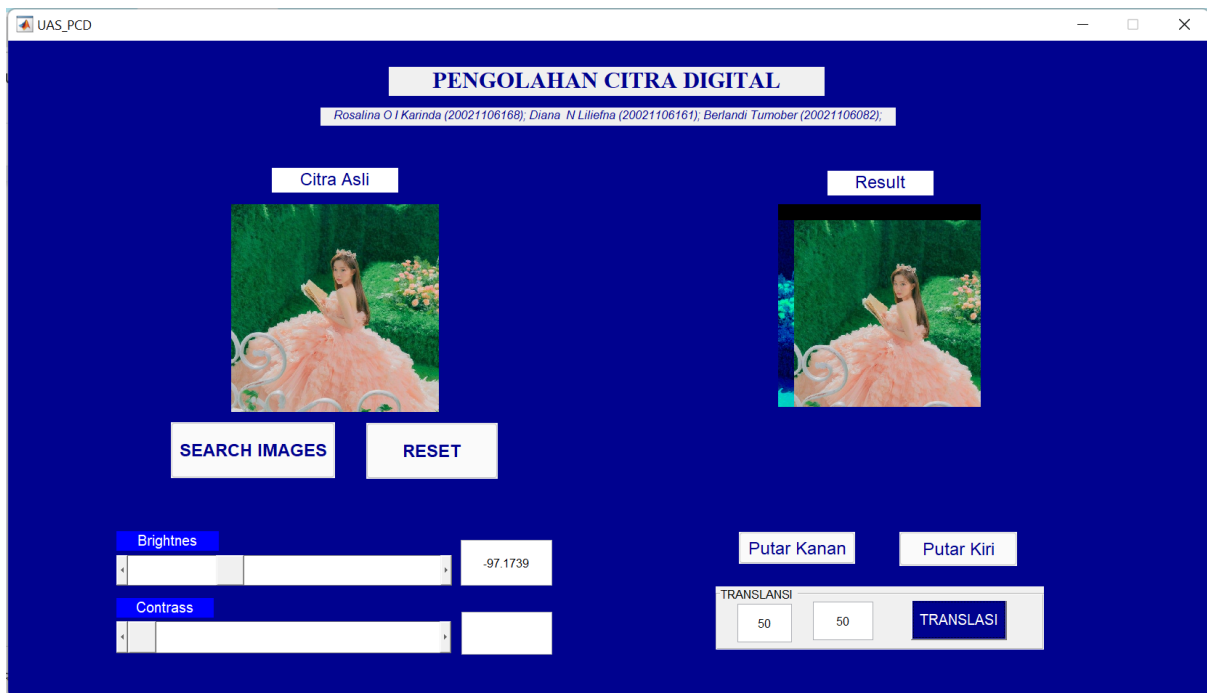 UAS_PCD
PENGOLAHAN CITRA DIGITAL
Rosalina O I Karinda (20021106168); Diana N Liliefna (20021106161); Berlandi Tumober (20021106082);
Citra Asli
Result
SEARCH IMAGES
RESET
Brightnes
-97.1739
Contrass
Putar Kanan
Putar Kiri
TRANSLANSI
50
50
TRANSLASI